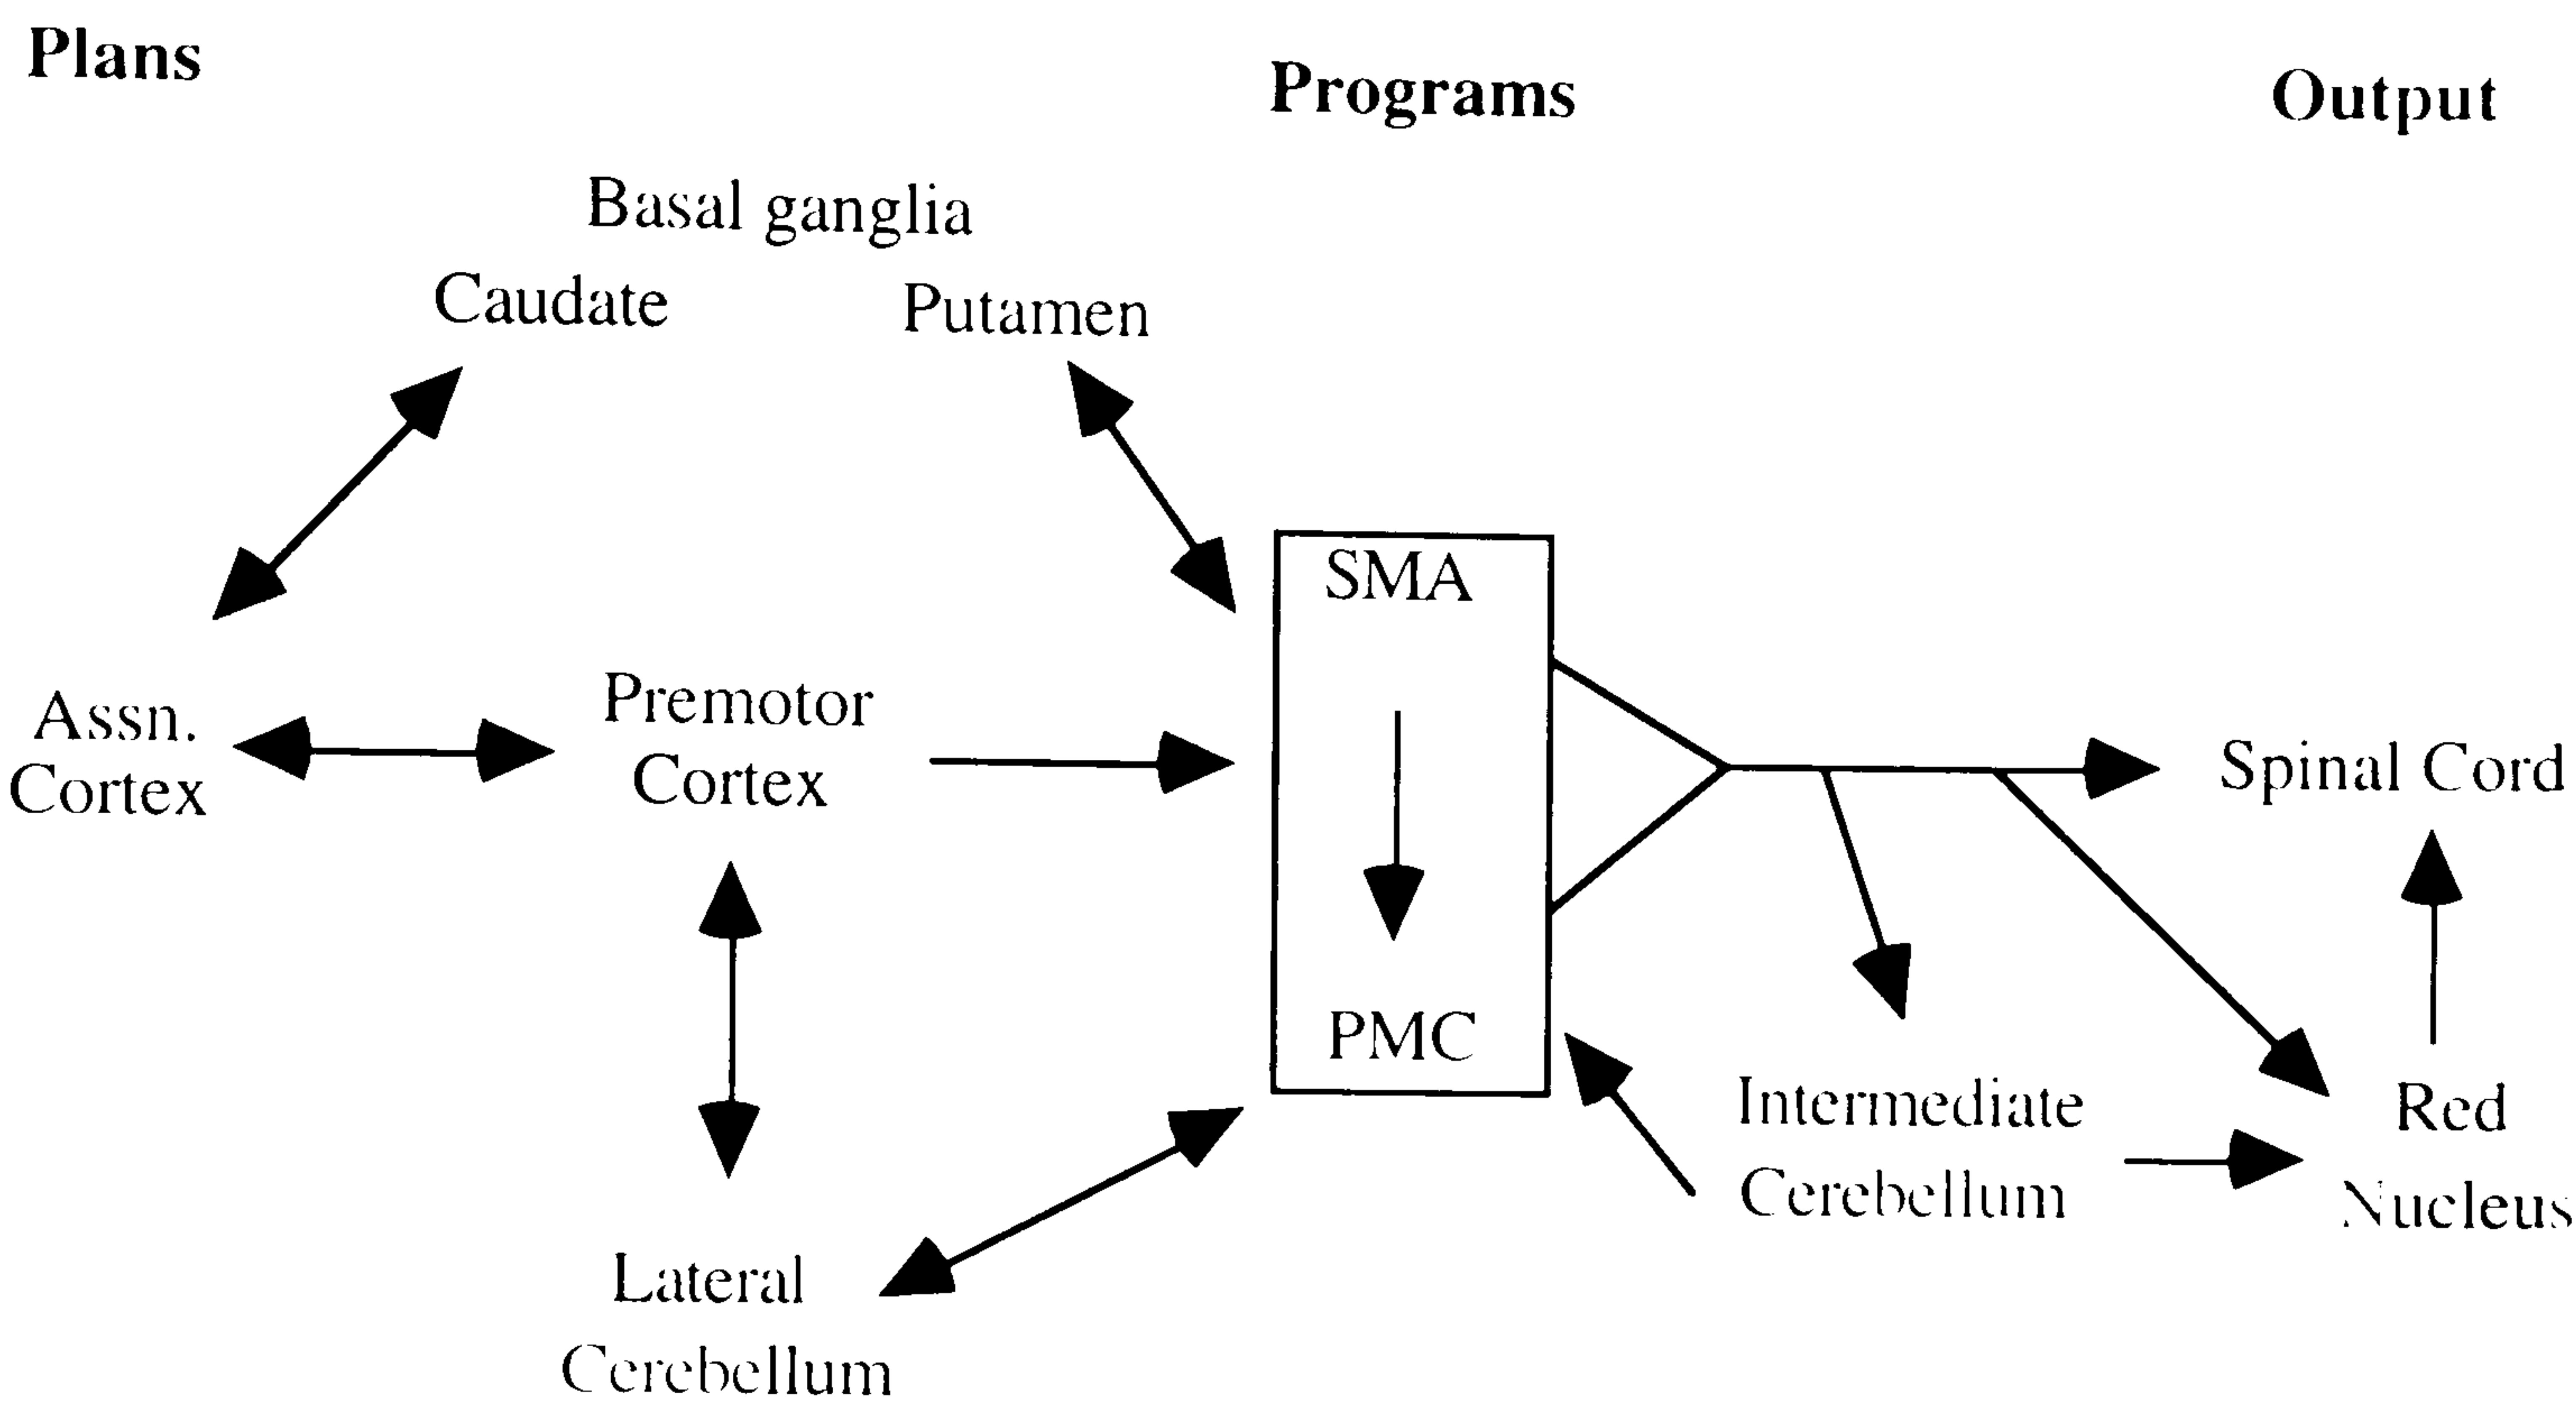 Plans
Programs
Output
Basal ganglia
Caudate
Putamen
SMA
Assn.
Cortex
Premotor
Cortex
Spinal Cord
PMC
Intermediate
Cerebellum
Red
Nucleus
Lateral
Cerebellum